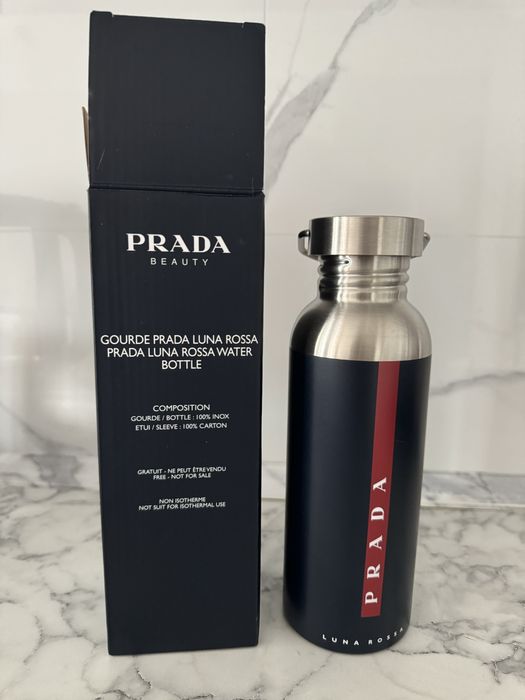 PRADA
BEAUTY
GOURDE PRADA LUNA ROSSA
PRADA LUNA ROSSA WATER
BOTTLE
COMPOSITION
GOURDE / BOTTLE : 100% INOX
ETUI / SLEEVE : 100% CARTON
GRATUIT - NE PEUT ÊTRE VENDU
FREE - NOT FOR SALE
NON ISOTHERME
NOT SUIT FOR ISOTHERMAL USE
PRADA
LUNA ROSSA